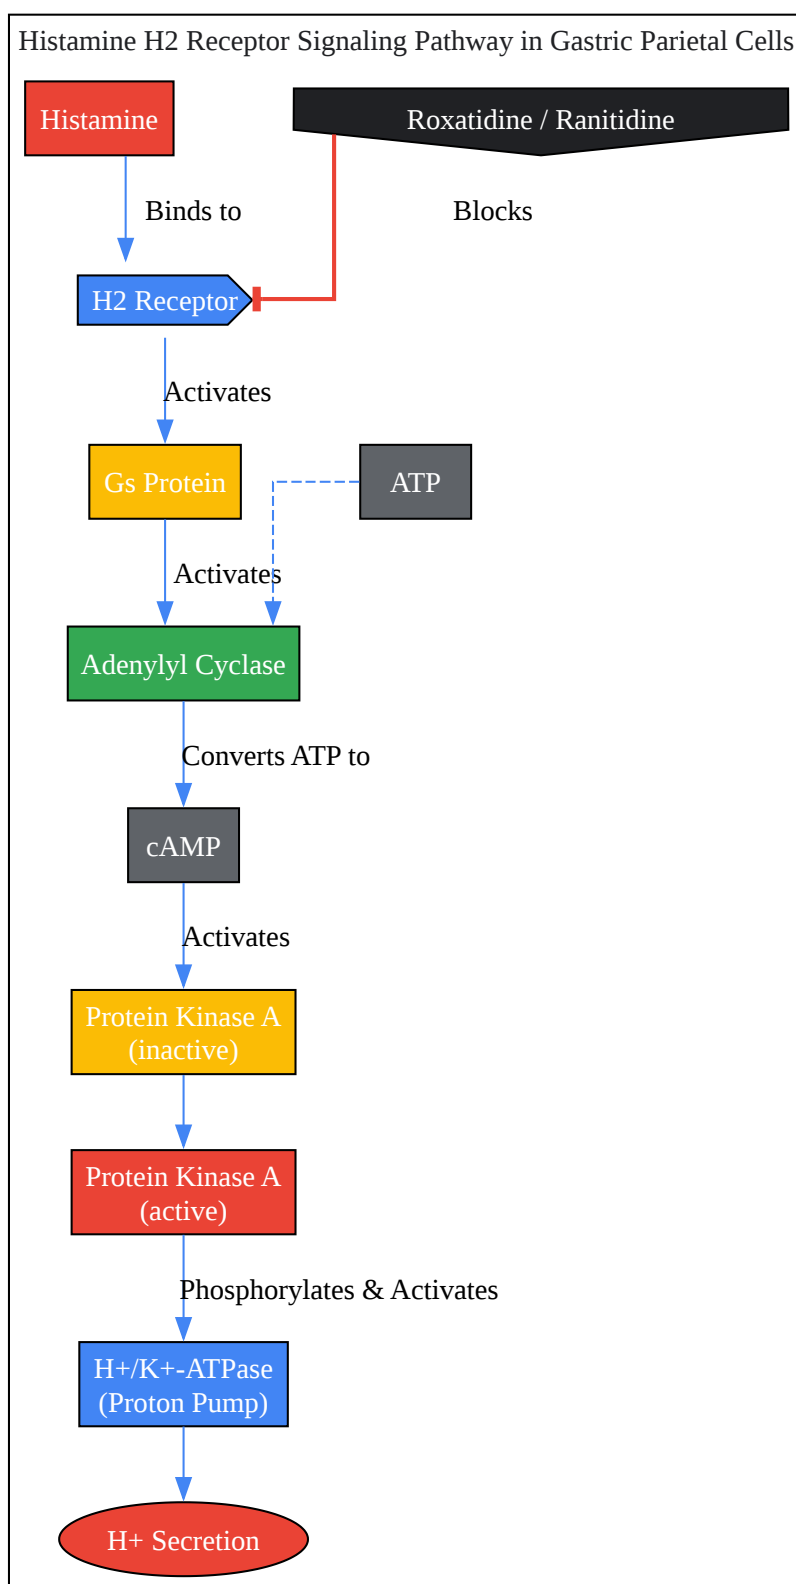 Histamine H2 Receptor Signaling Pathway in Gastric Parietal Cells
Histamine
Roxatidine / Ranitidine
Binds to
Blocks
H2 Receptor
Activates
Gs Protein
ATP
Activates
Adenylyl Cyclase
Converts ATP to
cAMP
Activates
Protein Kinase A
(inactive)
Protein Kinase A
(active)
Phosphorylates & Activates
H+/K+-ATPase
(Proton Pump)
H+ Secretion